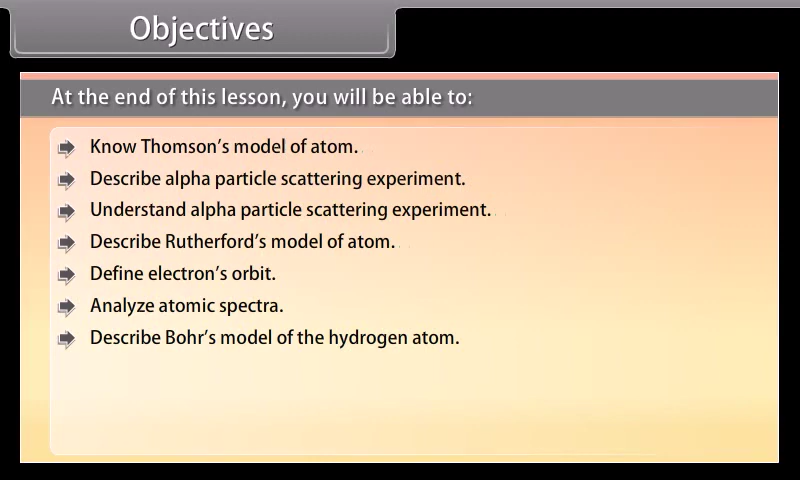 Objectives
At the end of this lesson, you will be able to:
Know Thomson's model of atom.
Describe alpha particle scattering experiment.
Understand alpha particle scattering experiment.
Describe Rutherford's model of atom.
Define electron's orbit.
Analyze atomic spectra.
Describe Bohr's model of the hydrogen atom.